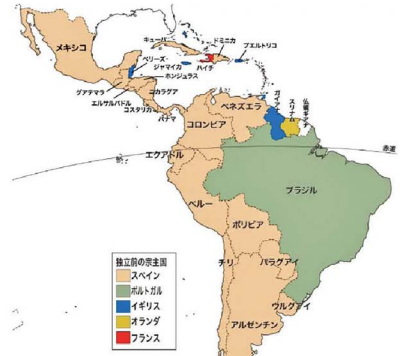 メキシコ
キューバ
ドミニカ
プエルトリコ
ベリーズ
ジャマイカ
ハイチ
ホンジュラス
グアテマラ
エルサルバドル
ニカラグア
コスタリカ
パナマ
ベネズエラ
ガイアナ
スリナム
仏領ギアナ
コロンビア
エクアドル
赤道
ブラジル
ペルー
ボリビア
チリ
パラグアイ
ウルグアイ
アルゼンチン
独立前の宗主国
スペイン
ポルトガル
イギリス
オランダ
フランス